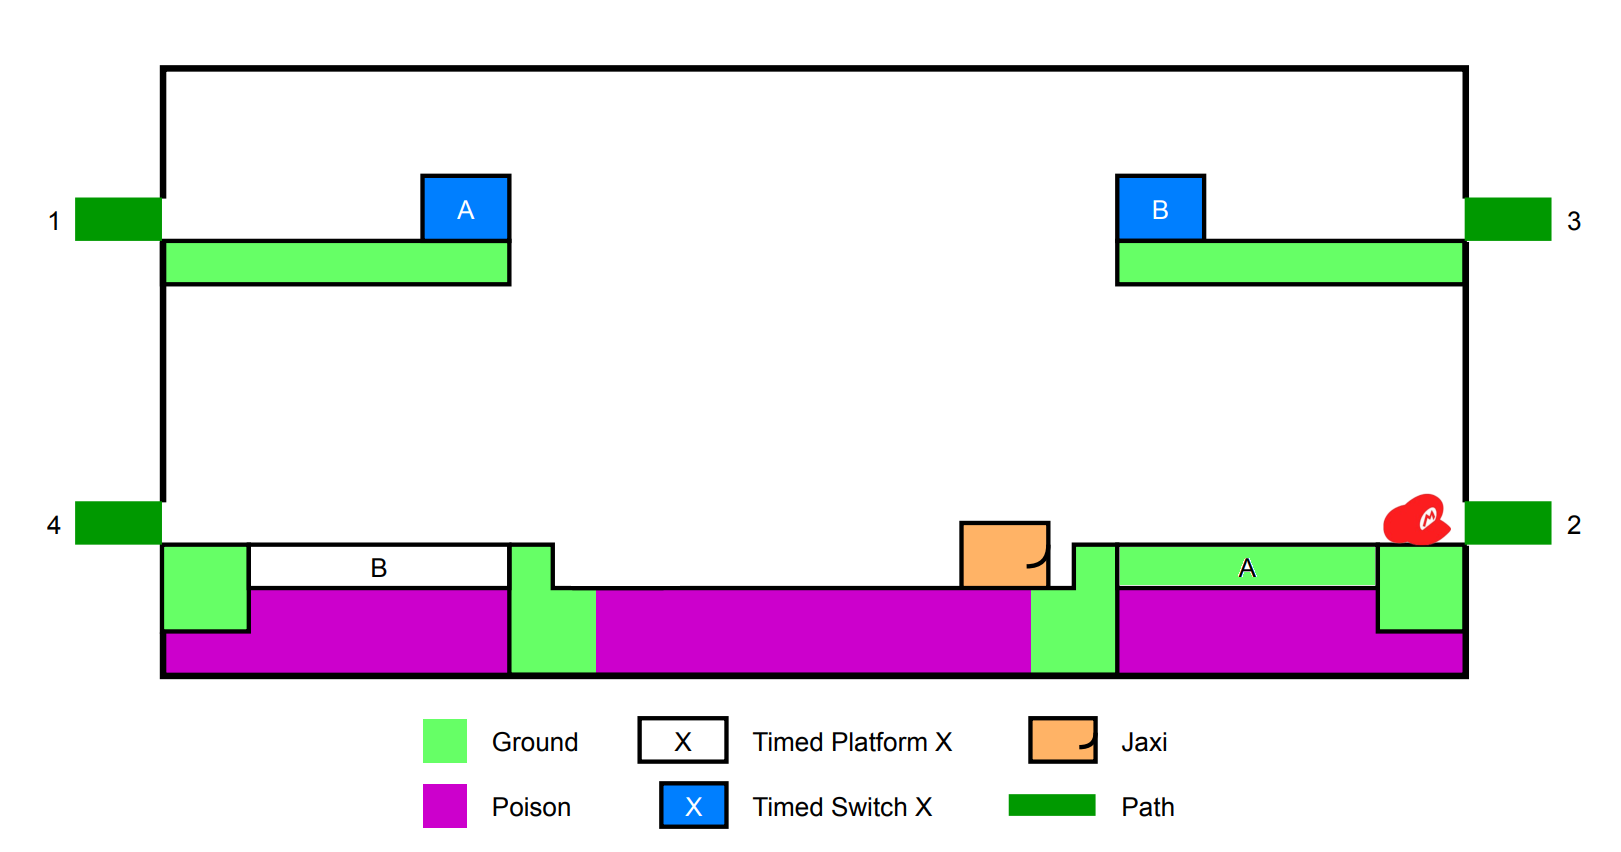 A
B
1
3
4
2
B
A
Ground
X
Timed Platform X
Jaxi
Poison
X
Timed Switch X
Path
M